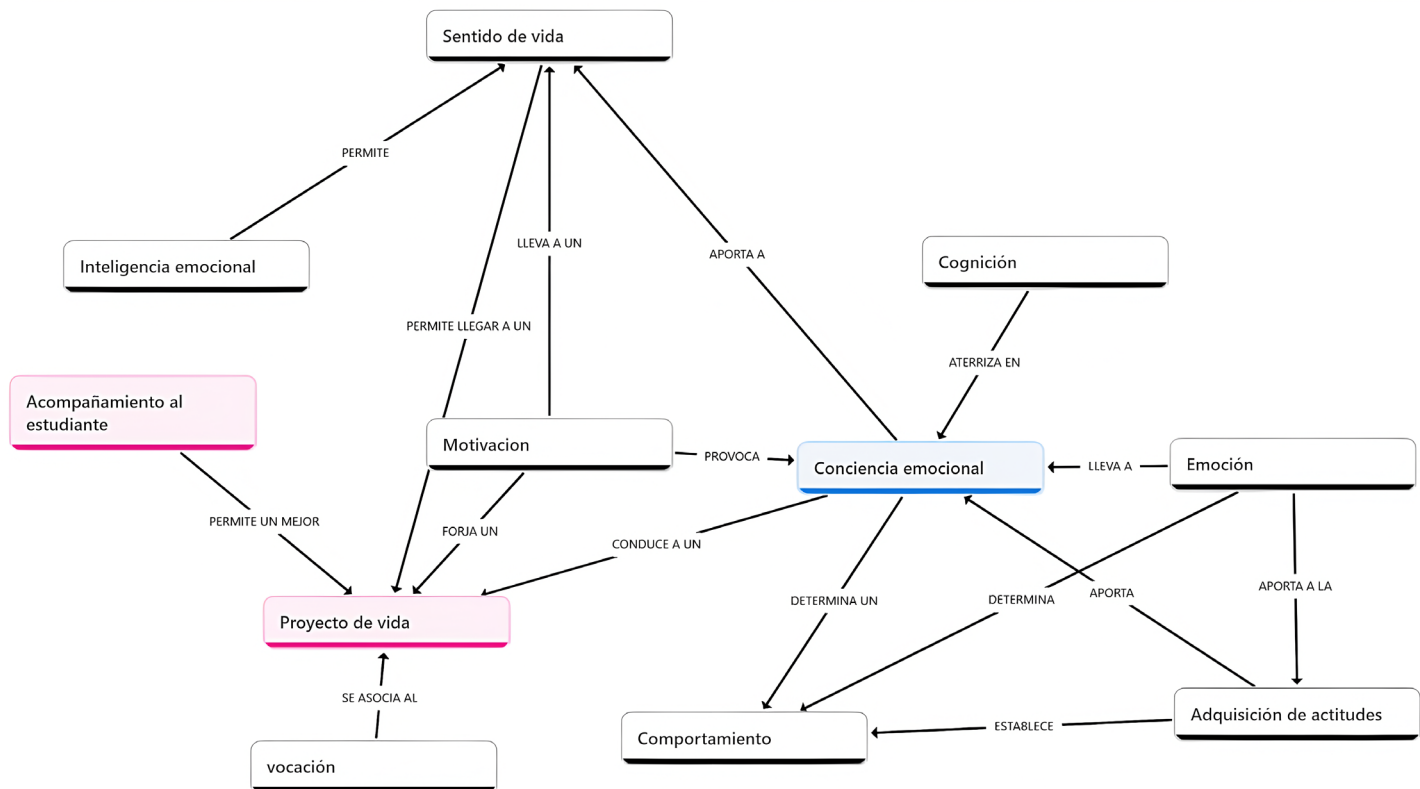 Sentido de vida
PERMITE
Inteligencia emocional
LLEVA A UN
APORTA A
Cognición
PERMITE LLEGAR A UN
ATERRIZA EN
Acompañamiento al
estudiante
Motivacion
PROVOCA
Conciencia emocional
LLEVA A
Emoción
PERMITE UN MEJOR
FORJA UN
CONDUCE A UN
DETERMINA UN
DETERMINA
APORTA
APORTA A LA
Proyecto de vida
SE ASOCIA AL
vocación
Comportamiento
ESTA8LECE
Adquisición de actitudes